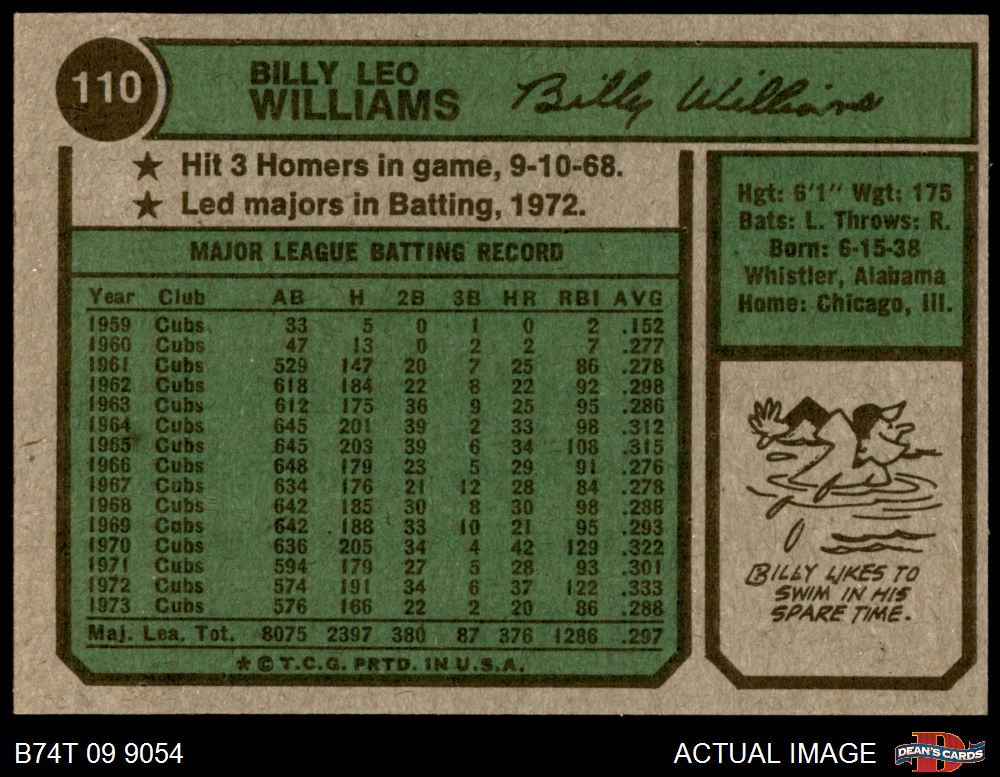 110
BILLY LEO
WILLIAMS
Billy Williams
★ Hit 3 Homers in game, 9-10-68.
★ Led majors in Batting, 1972.
MAJOR LEAGUE BATTING RECORD
Year Club AB H 2B 3B HR RBI AVG
1959 Cubs 33 5 0 1 0 2 .152
1960 Cubs 47 13 0 2 2 7 .277
1961 Cubs 529 147 20 7 25 86 .278
1962 Cubs 618 184 22 8 22 92 .298
1963 Cubs 612 175 36 9 25 95 .286
1964 Cubs 645 201 39 2 33 98 .312
1965 Cubs 645 203 39 6 34 108 .315
1966 Cubs 648 179 23 5 29 91 .276
1967 Cubs 634 176 21 12 28 84 .278
1968 Cubs 642 185 30 8 30 98 .288
1969 Cubs 642 188 33 10 21 95 .293
1970 Cubs 636 205 34 4 42 129 .322
1971 Cubs 594 179 27 5 28 93 .301
1972 Cubs 574 191 34 6 37 122 .333
1973 Cubs 576 166 22 2 20 86 .288
Maj. Lea. Tot. 8075 2397 380 87 376 1286 .297
★ © T.C.G. PRTD. IN U.S.A.
Hgt: 6'1" Wgt: 175
Bats: L. Throws: R.
Born: 6-15-38
Whistler, Alabama
Home: Chicago, Ill.
BILLY LIKES TO
SWIM IN HIS
SPARE TIME.
B74T 09 9054
ACTUAL IMAGE
DEAN'S CARDS